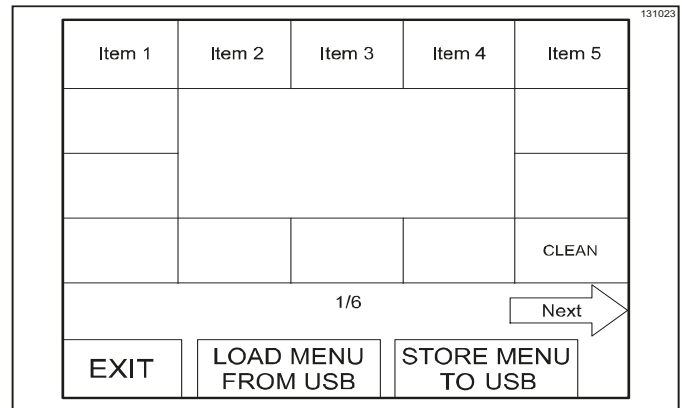 131023
Item 1 Item 2 Item 3 Item 4 Item 5
CLEAN
1/6
Next
EXIT
LOAD MENU
FROM USB
STORE MENU
TO USB